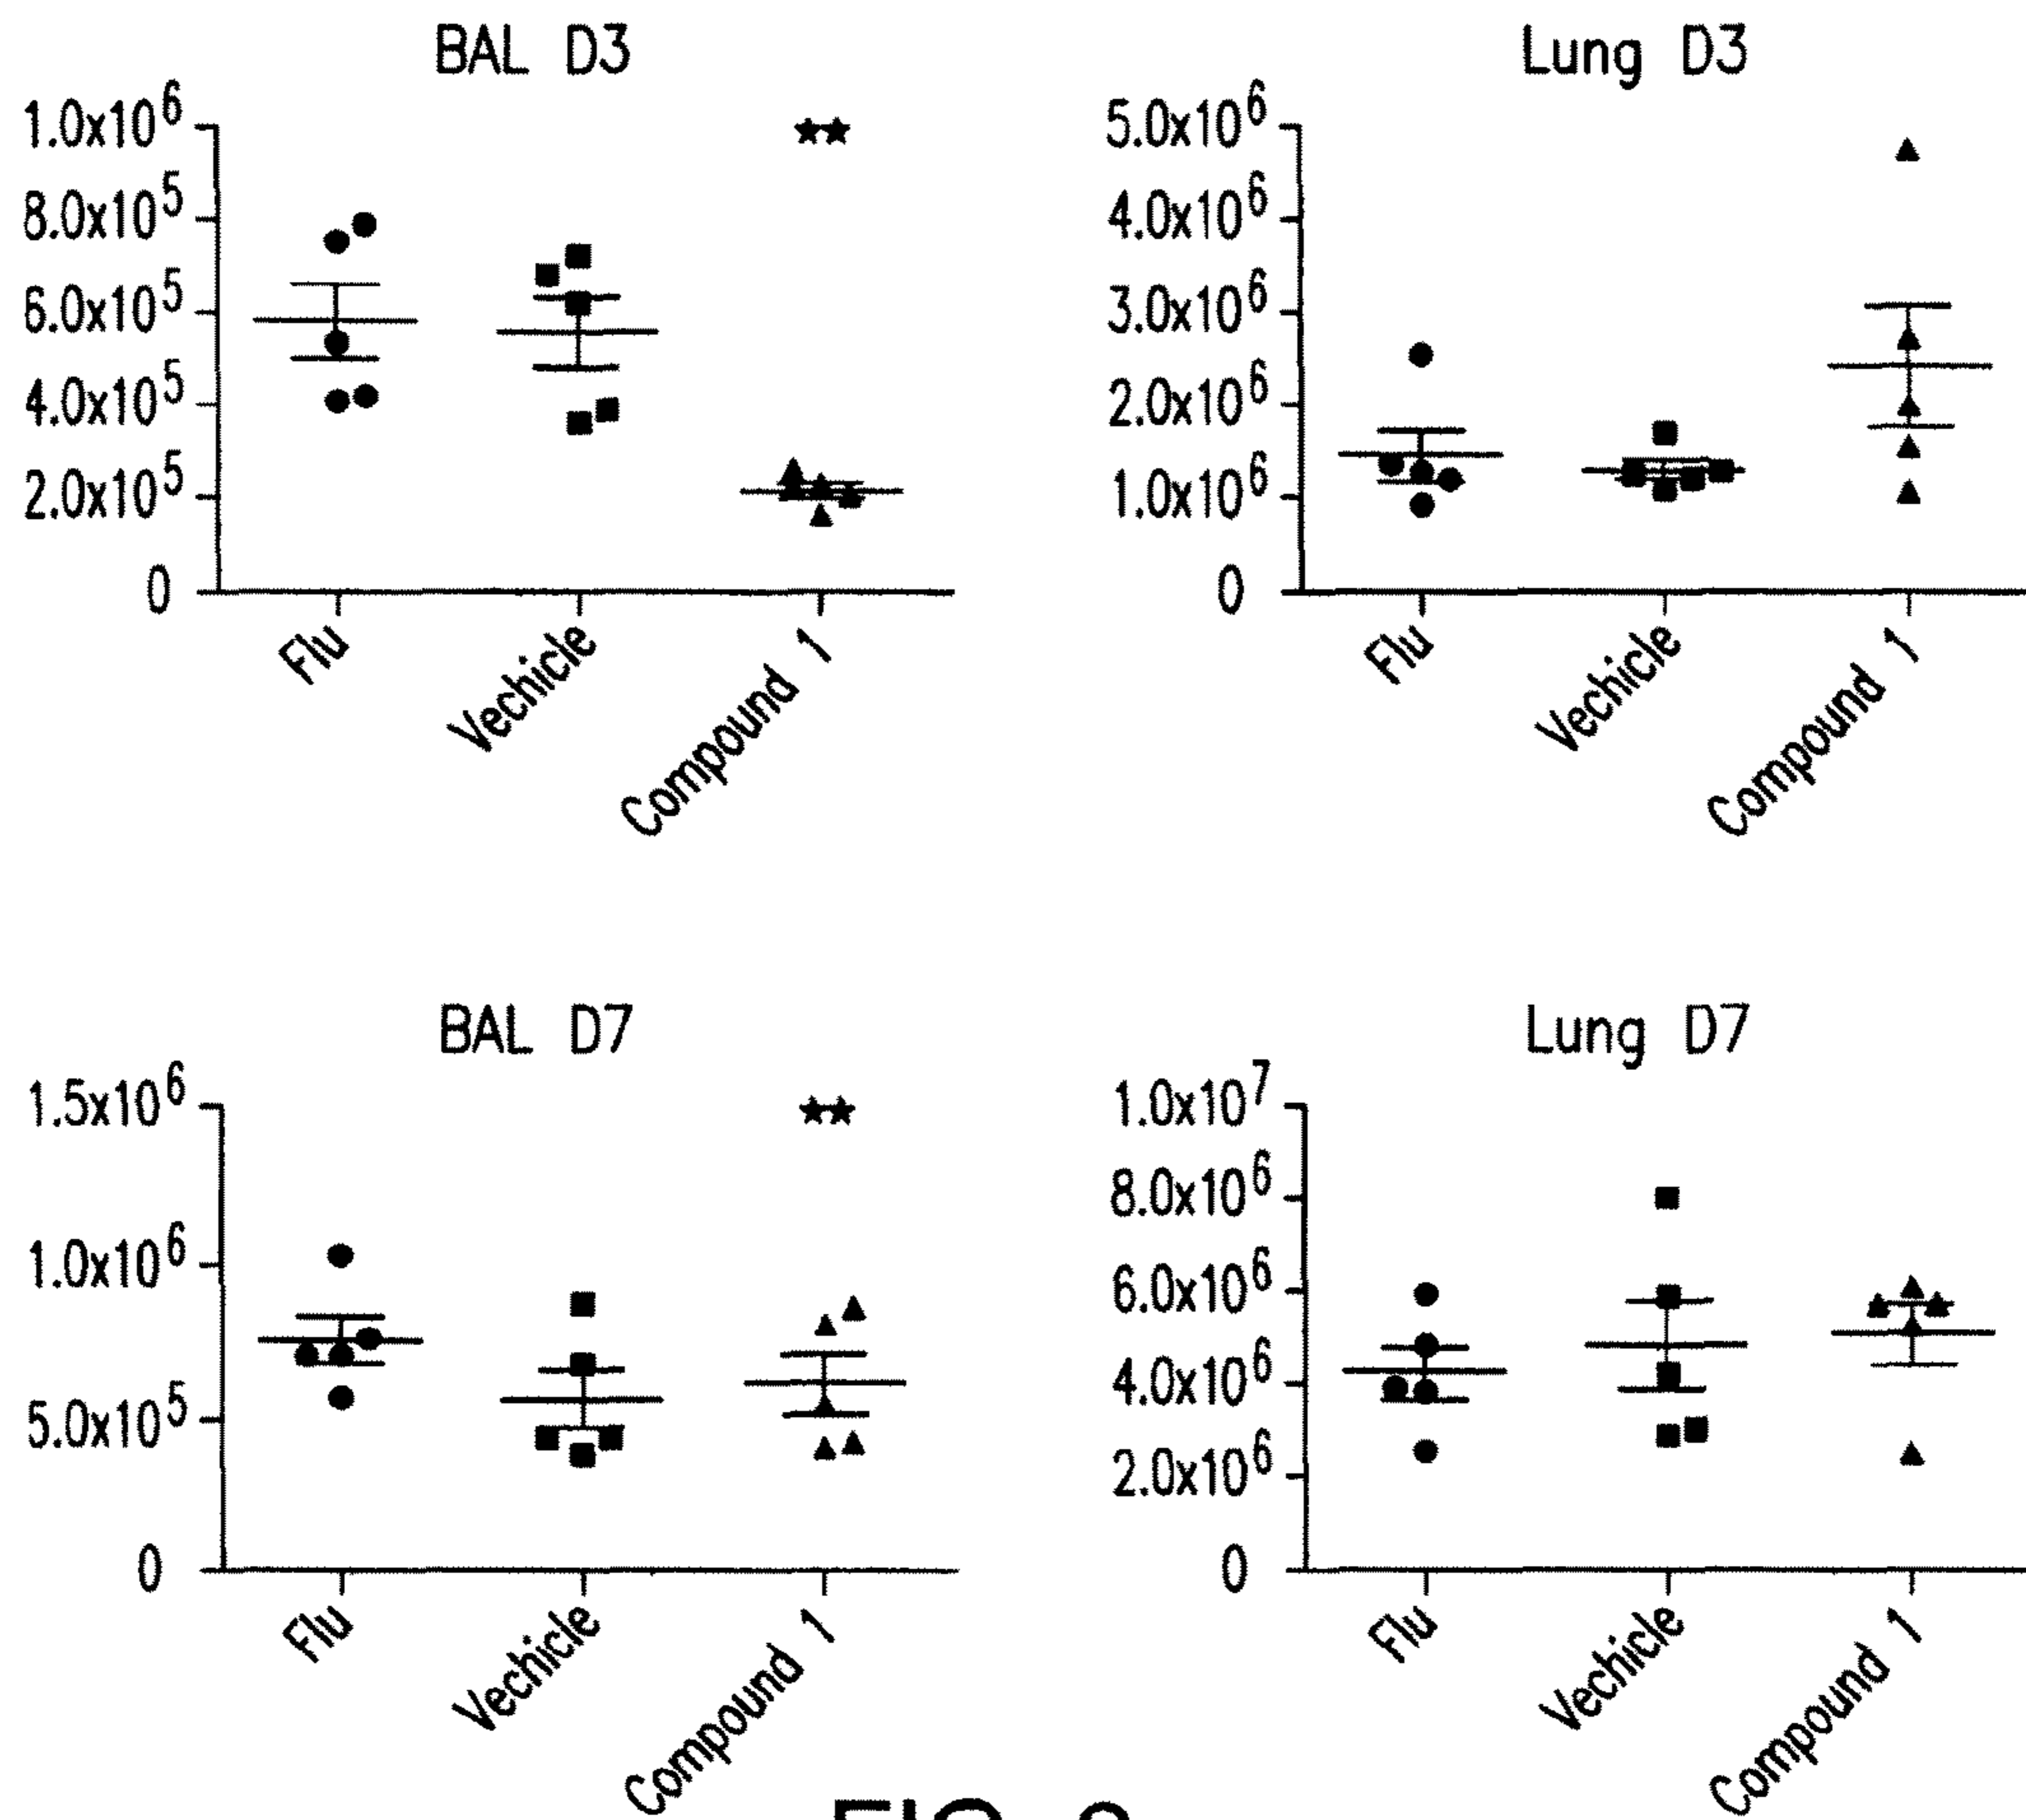 BAL D3
1.0x10^6
★★
8.0x10^5
6.0x10^5
4.0x10^5
2.0x10^5
0
Flu
Vechicle
Compound 1
Lung D3
5.0x10^6
4.0x10^6
3.0x10^6
2.0x10^6
1.0x10^6
0
Flu
Vechicle
Compound 1
BAL D7
1.5x10^6
★★
1.0x10^6
5.0x10^5
0
Flu
Vechicle
Compound 1
Lung D7
1.0x10^7
8.0x10^6
6.0x10^6
4.0x10^6
2.0x10^6
0
Flu
Vechicle
Compound 1